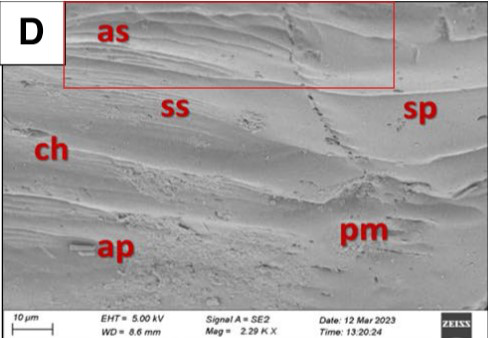 D
as
ss
sp
ch
pm
ap
10 µm
EHT = 5.00 kV
Signal A = SE2
Date: 12 Mar 2023
WD = 8.6 mm
Mag = 2.29 K X
Time: 13:20:24
ZEISS